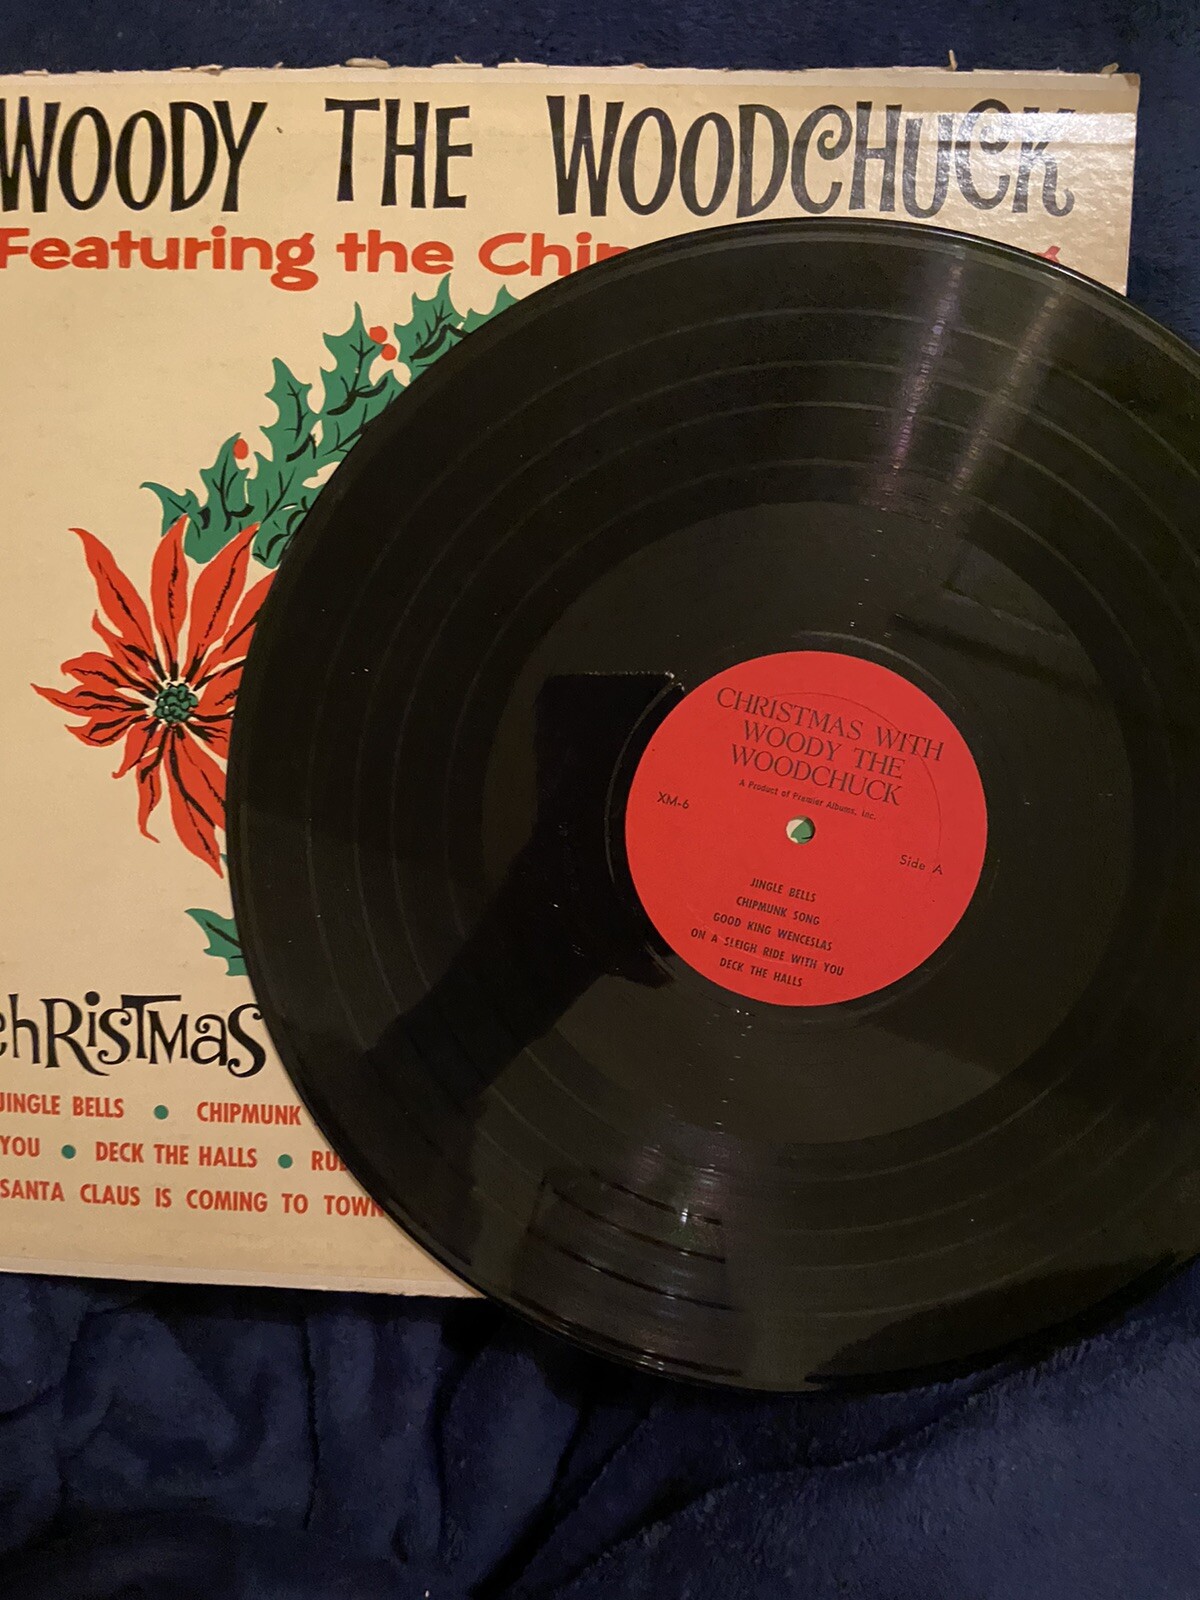 WOODY THE WOODCHUCK
Featuring the Chip
CHRISTMAS WITH
WOODY THE
WOODCHUCK
A Product of Premier Albums, Inc.
XM-6
Side A
JINGLE BELLS
CHIPMUNK SONG
GOOD KING WENCESLAS
ON A SLEIGH RIDE WITH YOU
DECK THE HALLS
chRisTmas
JINGLE BELLS • CHIPMUNK
YOU • DECK THE HALLS • RU
SANTA CLAUS IS COMING TO TOWN